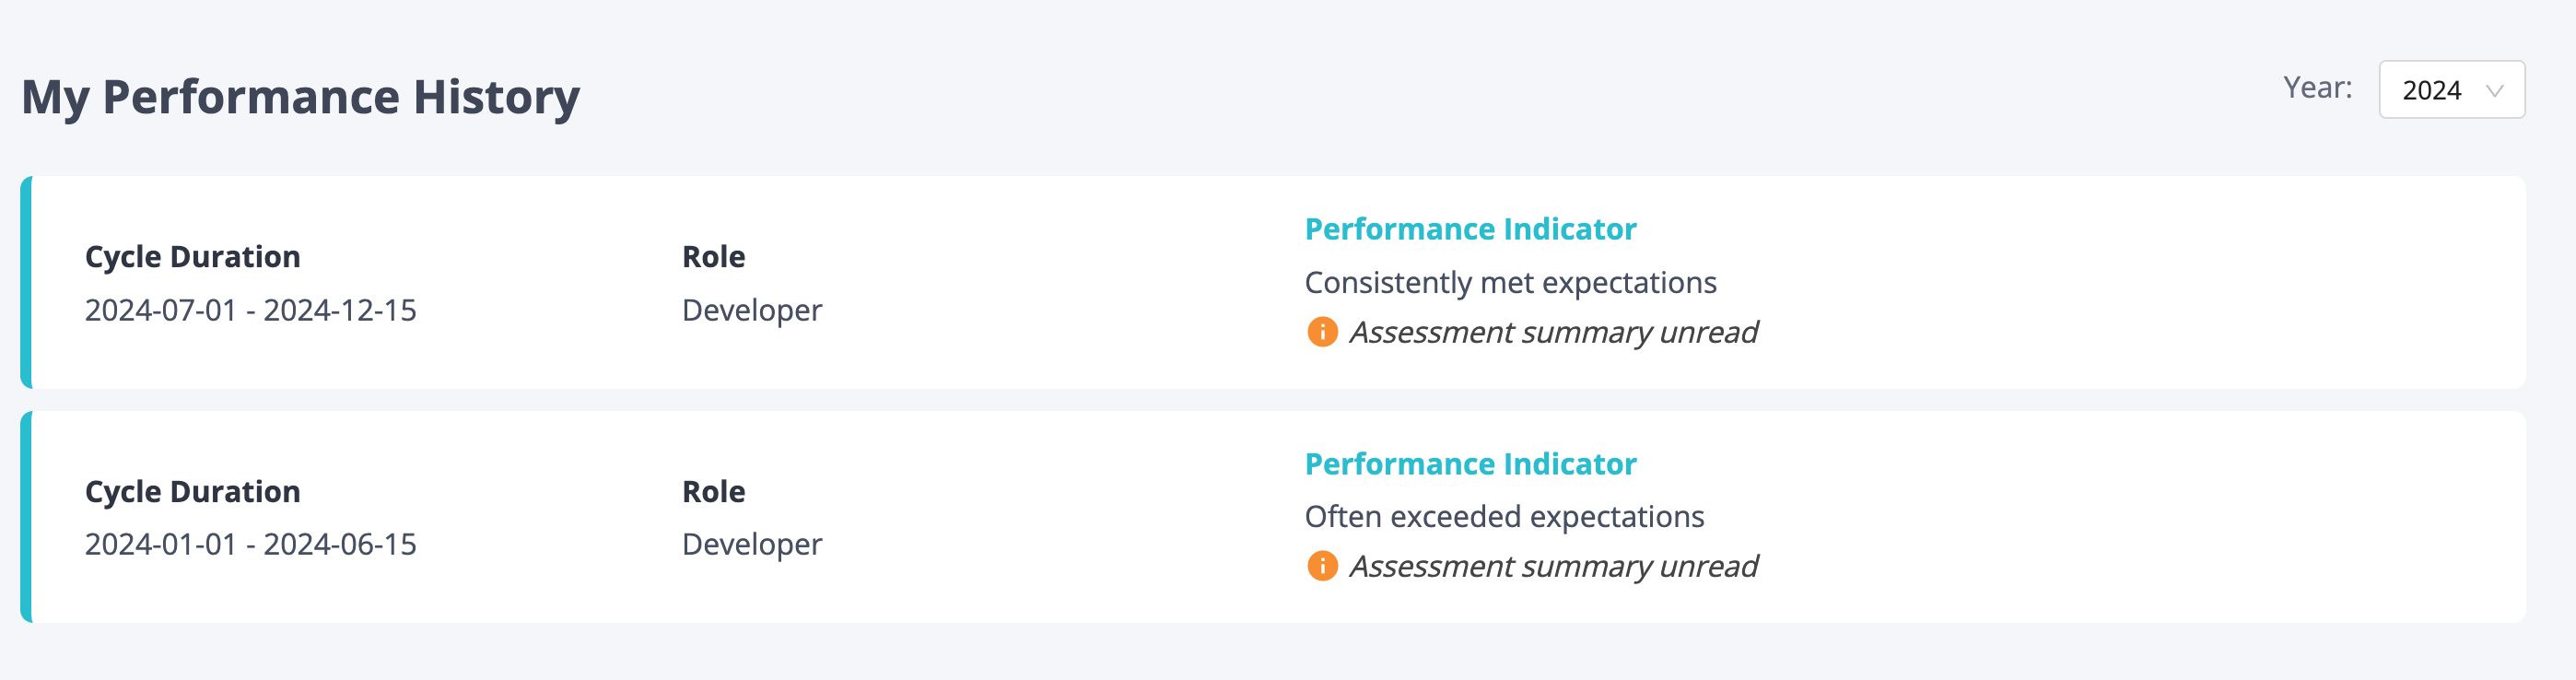 My Performance History
Year: 2024
Cycle Duration
2024-07-01 - 2024-12-15
Role
Developer
Performance Indicator
Consistently met expectations
Assessment summary unread
Cycle Duration
2024-01-01 - 2024-06-15
Role
Developer
Performance Indicator
Often exceeded expectations
Assessment summary unread